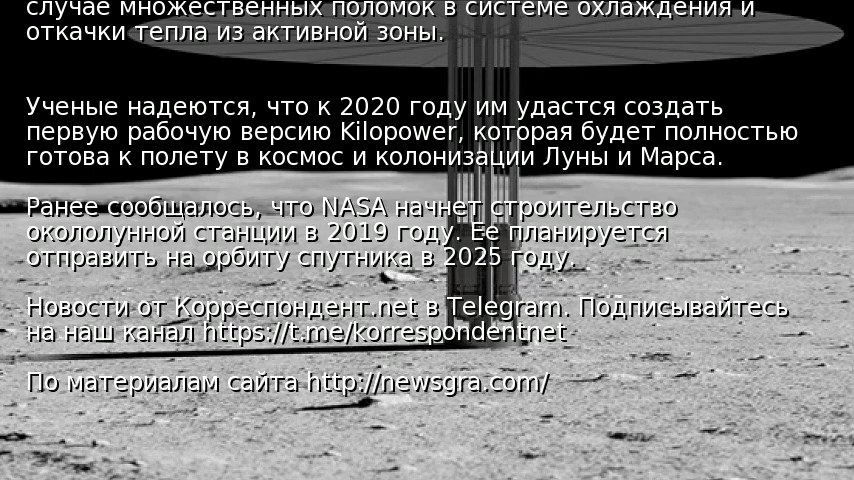 случае множественных поломок в системе охлаждения и
откачки тепла из активной зоны.
Ученые надеются, что к 2020 году им удастся создать
первую рабочую версию Kilopower, которая будет полностью
готова к полету в космос и колонизации Луны и Марса.
Ранее сообщалось, что NASA начнет строительство
окололунной станции в 2019 году. Ее планируется
отправить на орбиту спутника в 2025 году.
Новости от Корреспондент.net в Telegram. Подписывайтесь
на наш канал https://t.me/korrespondentnet
По материалам сайта http://newsgra.com/